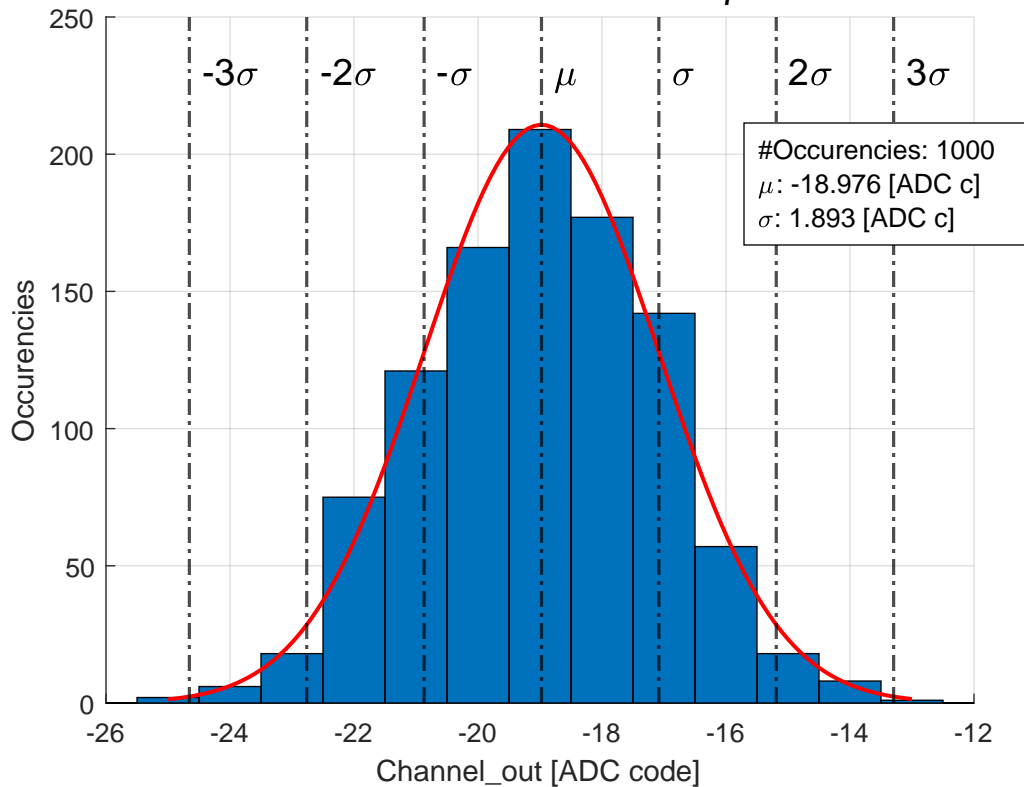 250
-3σ -2σ -σ μ σ 2σ 3σ
#Occurencies: 1000
μ: -18.976 [ADC c]
σ: 1.893 [ADC c]
200
150
100
50
0
Occurencies
-26 -24 -22 -20 -18 -16 -14 -12
Channel_out [ADC code]